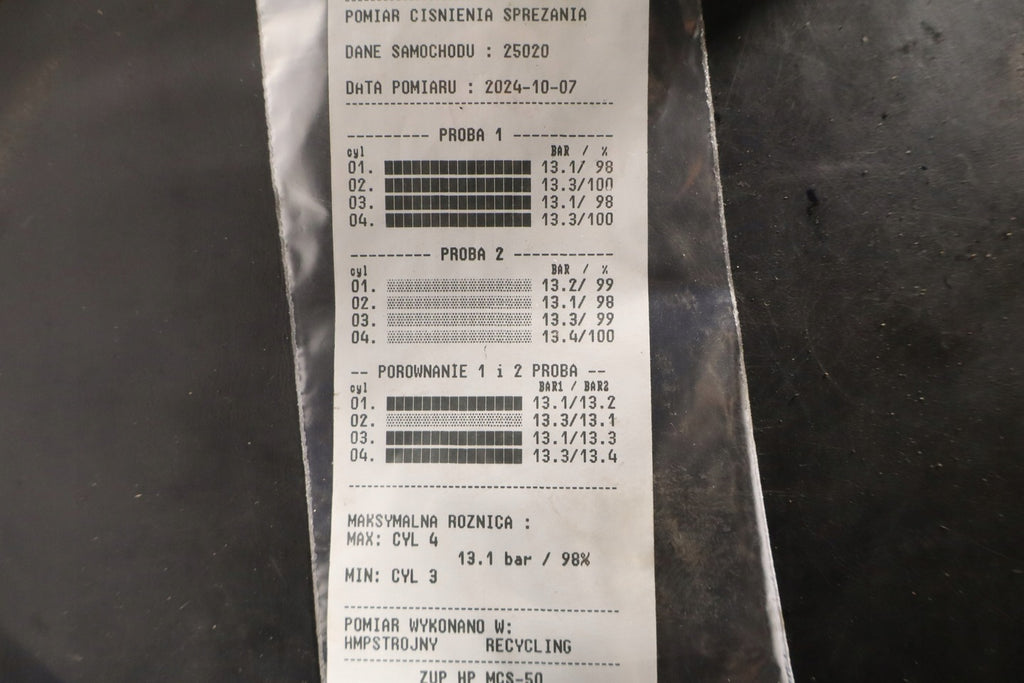 POMIAR CISNIENIA SPREZANIA
DANE SAMOCHODU : 25020
DATA POMIARU : 2024-10-07
---------- PROBA 1 ------------
cyl BAR / %
01. 13.1/ 98
02. 13.3/100
03. 13.1/ 98
04. 13.3/100
---------- PROBA 2 ------------
cyl BAR / %
01. 13.2/ 99
02. 13.1/ 98
03. 13.3/ 99
04. 13.4/100
-- POROWNANIE 1 i 2 PROBA --
cyl BAR1 / BAR2
01. 13.1/13.2
02. 13.3/13.1
03. 13.1/13.3
04. 13.3/13.4
MAKSYMALNA ROZNICA :
MAX: CYL 4
13.1 bar / 98%
MIN: CYL 3
POMIAR WYKONANO W:
HMPSTROJNY RECYCLING
ZUP HP MCS-50